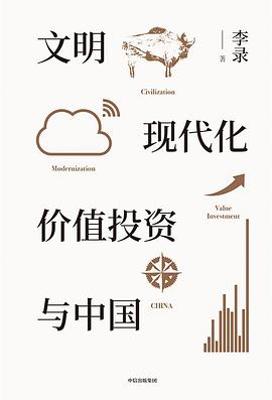 文明
李录
著
Civilization
现代化
Modernization
价值投资
Value
Investment
与中国
CHINA
中信出版集团